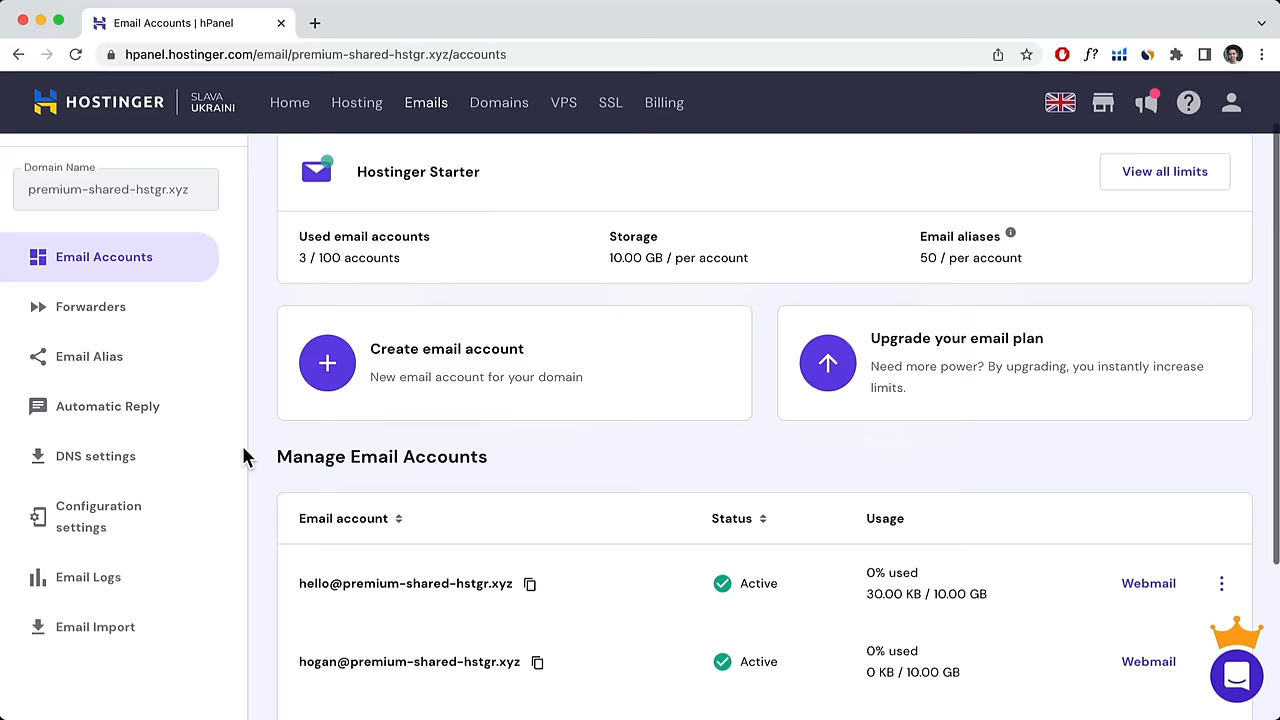 Email Accounts | hPanel
hpanel.hostinger.com/email/premium-shared-hstgr.xyz/accounts
f?
HOSTINGER
SLAVA
UKRAINI
Home
Hosting
Emails
Domains
VPS
SSL
Billing
Domain Name
premium-shared-hstgr.xyz
Email Accounts
Forwarders
Email Alias
Automatic Reply
DNS settings
Configuration
settings
Email Logs
Email Import
Hostinger Starter
View all limits
Used email accounts
3 / 100 accounts
Storage
10.00 GB / per account
Email aliases
50 / per account
Create email account
New email account for your domain
Upgrade your email plan
Need more power? By upgrading, you instantly increase
limits.
Manage Email Accounts
Email account
Status
Usage
hello@premium-shared-hstgr.xyz
Active
0% used
30.00 KB / 10.00 GB
Webmail
hogan@premium-shared-hstgr.xyz
Active
0% used
0 KB / 10.00 GB
Webmail